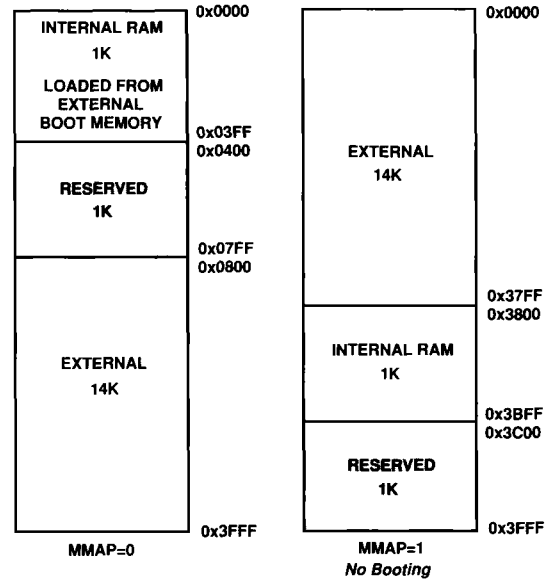 0x0000
INTERNAL RAM
1K
LOADED FROM
EXTERNAL
BOOT MEMORY
0x03FF
0x0400
RESERVED
1K
0x07FF
0x0800
EXTERNAL
14K
0x3FFF
MMAP=0
0x0000
EXTERNAL
14K
0x37FF
0x3800
INTERNAL RAM
1K
0x3BFF
0x3C00
RESERVED
1K
0x3FFF
MMAP=1
No Booting